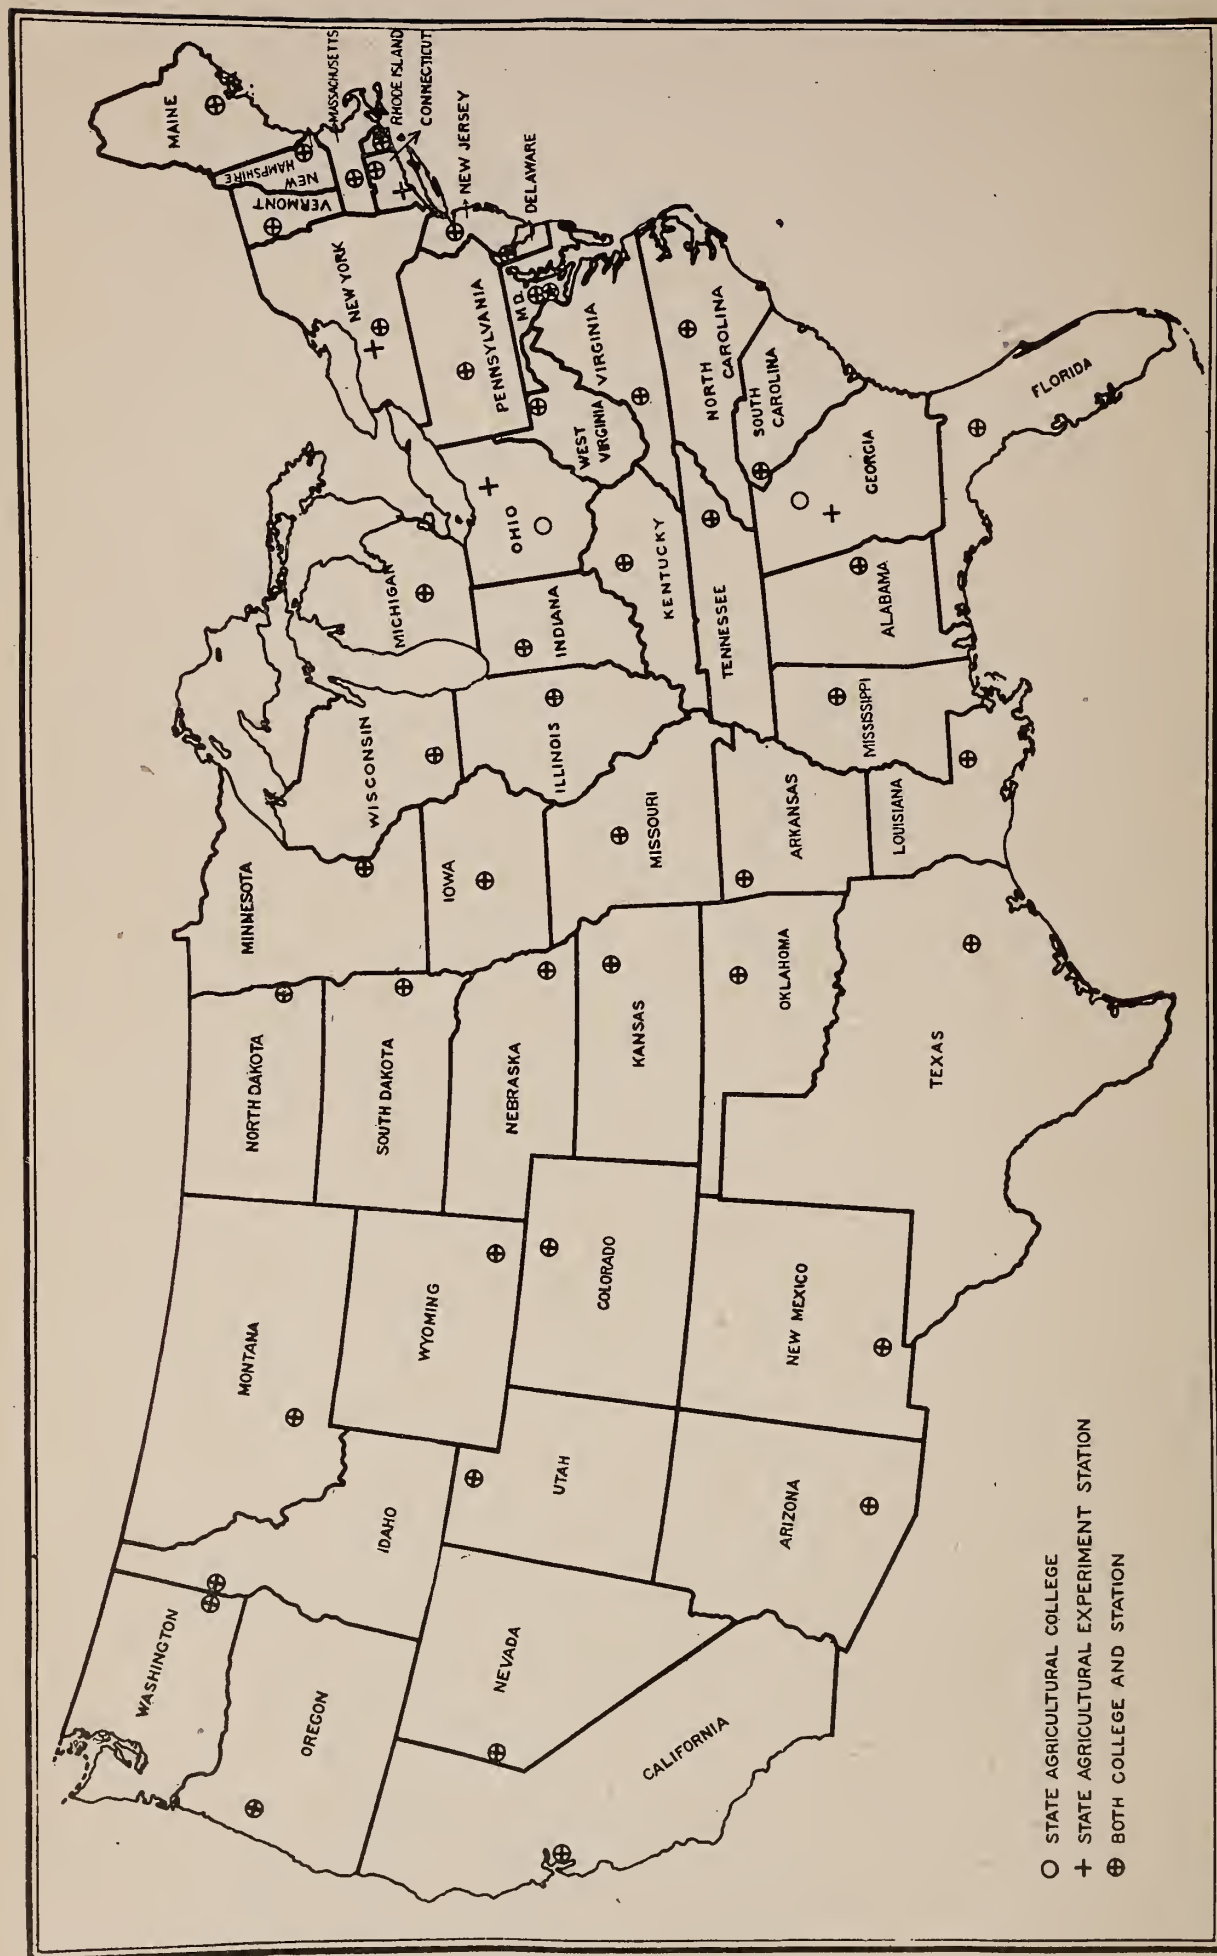 WASHINGTON
OREGON
CALIFORNIA
NEVADA
IDAHO
MONTANA
WYOMING
UTAH
ARIZONA
COLORADO
NEW MEXICO
NORTH DAKOTA
SOUTH DAKOTA
NEBRASKA
KANSAS
OKLAHOMA
TEXAS
MINNESOTA
IOWA
MISSOURI
ARKANSAS
LOUISIANA
WISCONSIN
ILLINOIS
MICHIGAN
INDIANA
OHIO
KENTUCKY
TENNESSEE
MISSISSIPPI
ALABAMA
GEORGIA
FLORIDA
SOUTH
CAROLINA
NORTH
CAROLINA
VIRGINIA
WEST
VIRGINIA
MD.
PENNSYLVANIA
NEW YORK
VERMONT
NEW
HAMPSHIRE
MAINE
MASSACHUSETTS
RHODE ISLAND
CONNECTICUT
NEW JERSEY
DELAWARE
STATE AGRICULTURAL COLLEGE
STATE AGRICULTURAL EXPERIMENT STATION
BOTH COLLEGE AND STATION